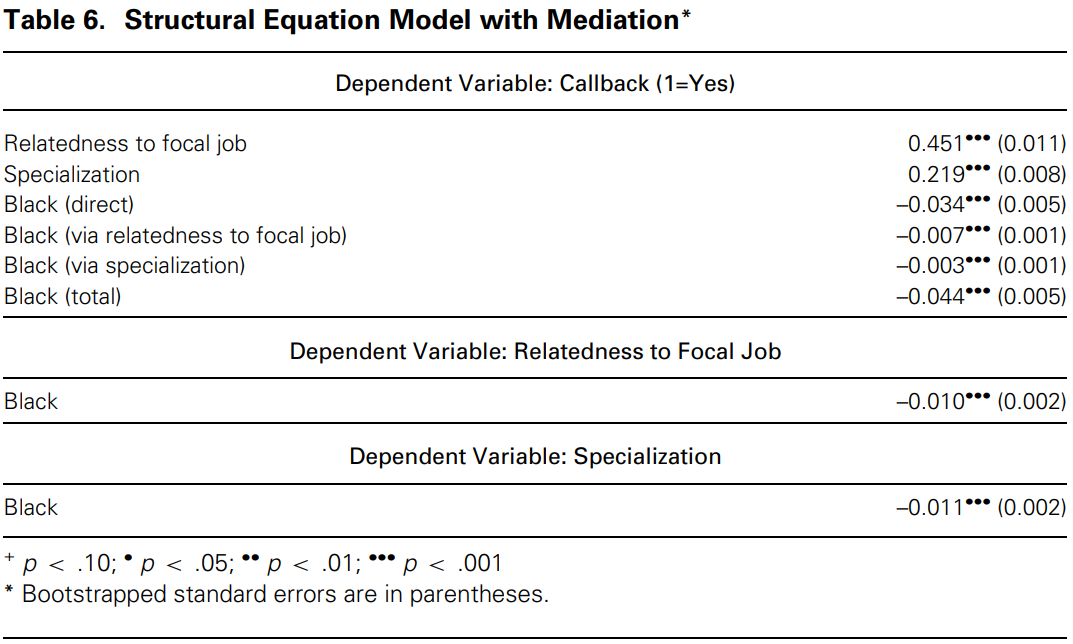 Table 6. Structural Equation Model with Mediation*
Dependent Variable: Callback (1=Yes)
Relatedness to focal job 0.451••• (0.011)
Specialization 0.219••• (0.008)
Black (direct) –0.034••• (0.005)
Black (via relatedness to focal job) –0.007••• (0.001)
Black (via specialization) –0.003••• (0.001)
Black (total) –0.044••• (0.005)
Dependent Variable: Relatedness to Focal Job
Black –0.010••• (0.002)
Dependent Variable: Specialization
Black –0.011••• (0.002)
+ p < .10; • p < .05; •• p < .01; ••• p < .001
* Bootstrapped standard errors are in parentheses.